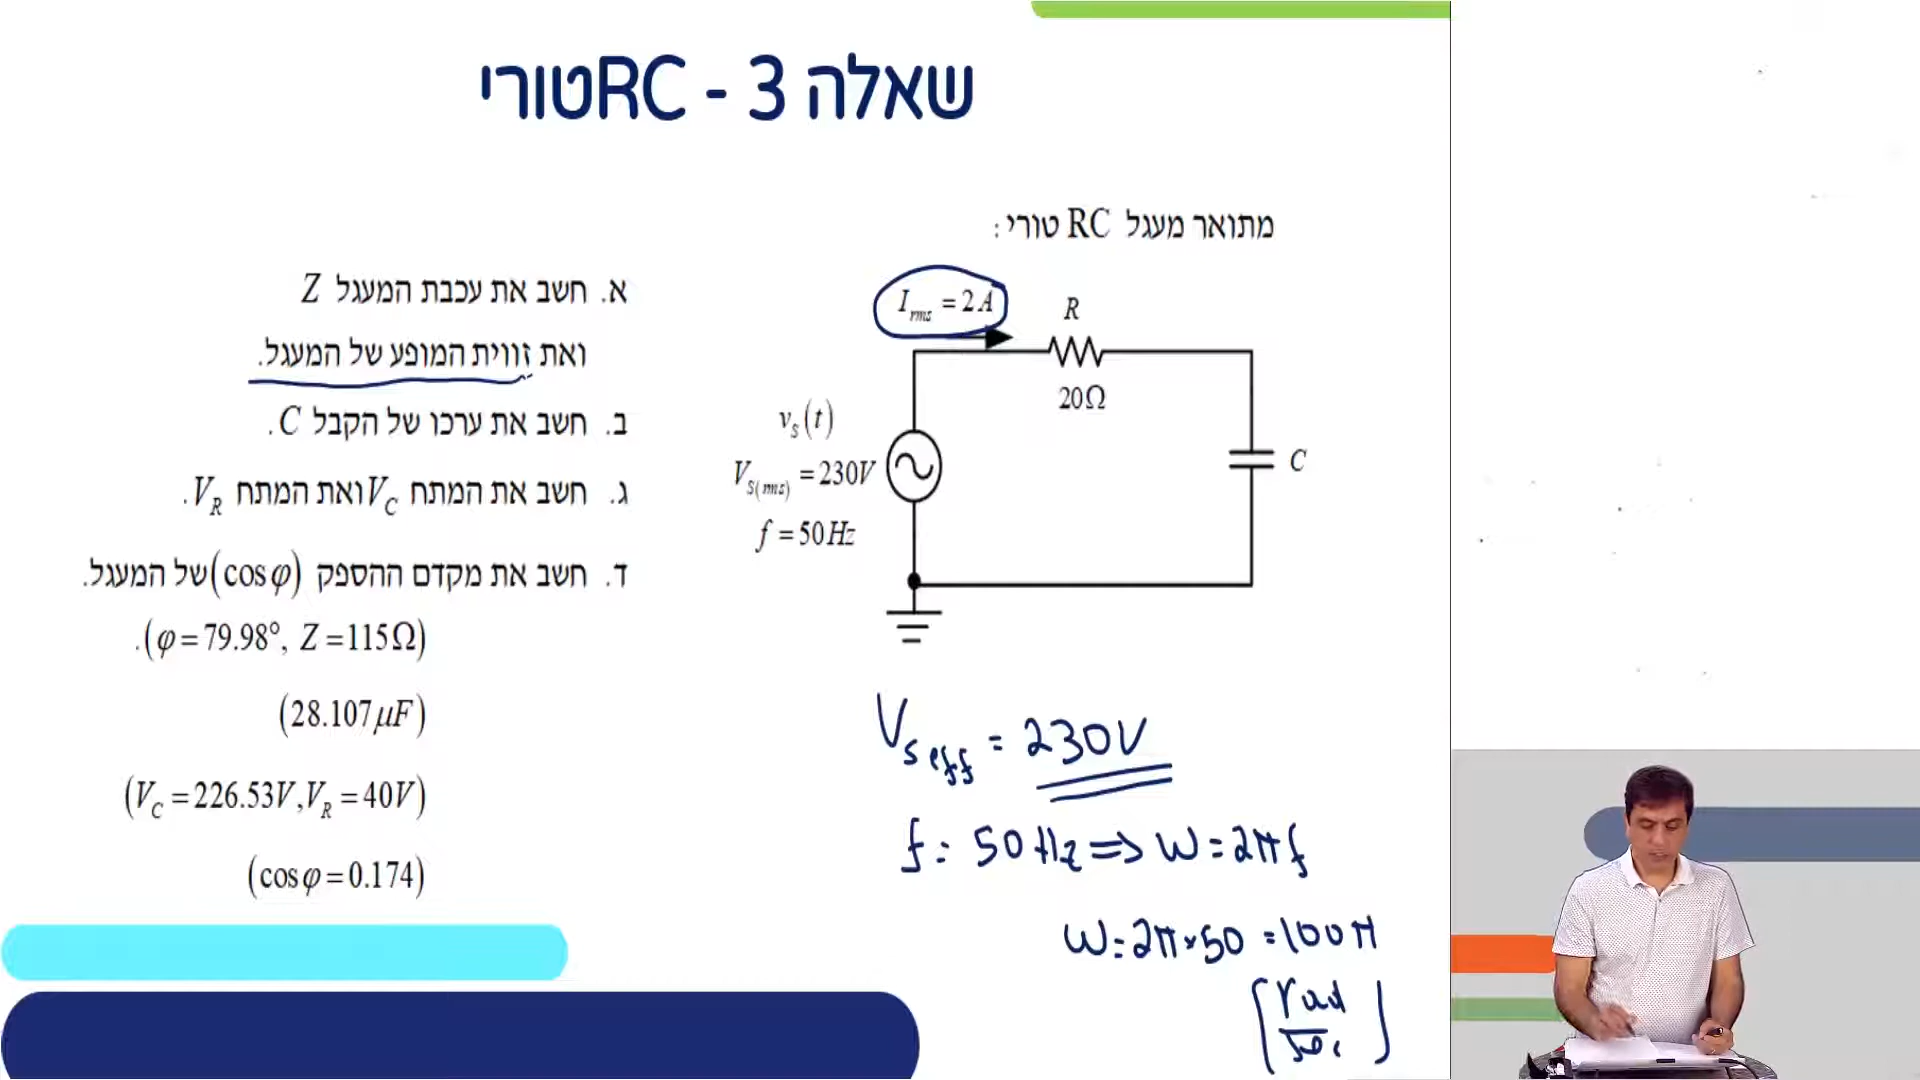 שאלה 3 - RCטורי
מתואר מעגל RC טורי :
I_rms = 2 A
R
20Ω
v_S(t)
V_S(rms) = 230V
f = 50Hz
C
א. חשב את עכבת המעגל Z
ואת זווית המופע של המעגל.
ב. חשב את ערכו של הקבל C.
ג. חשב את המתח V_C ואת המתח V_R.
ד. חשב את מקדם ההספק (cosφ) של המעגל.
(φ = 79.98°, Z = 115Ω).
(28.107μF)
(V_C = 226.53V, V_R = 40V)
(cosφ = 0.174)
V_s eff = 230V
f = 50 Hz => w = 2πf
w = 2π×50 = 100π
[rad/sec]